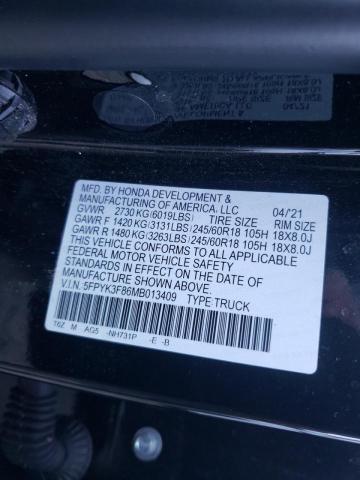 MFD. BY HONDA DEVELOPMENT &
MANUFACTURING OF AMERICA, LLC 04/'21
GVWR 2730 KG(6019LBS) TIRE SIZE RIM SIZE
GAWR F 1420 KG(3131LBS) 245/60R18 105H 18X8.0J
GAWR R 1480 KG(3263LBS) 245/60R18 105H 18X8.0J
THIS VEHICLE CONFORMS TO ALL APPLICABLE
FEDERAL MOTOR VEHICLE SAFETY
STANDARDS IN EFFECT ON THE DATE OF
MANUFACTURE SHOWN ABOVE.
V.I.N.: 5FPYK3F86MB013409 TYPE:TRUCK
T6Z M AG5 -NH731P -E -B